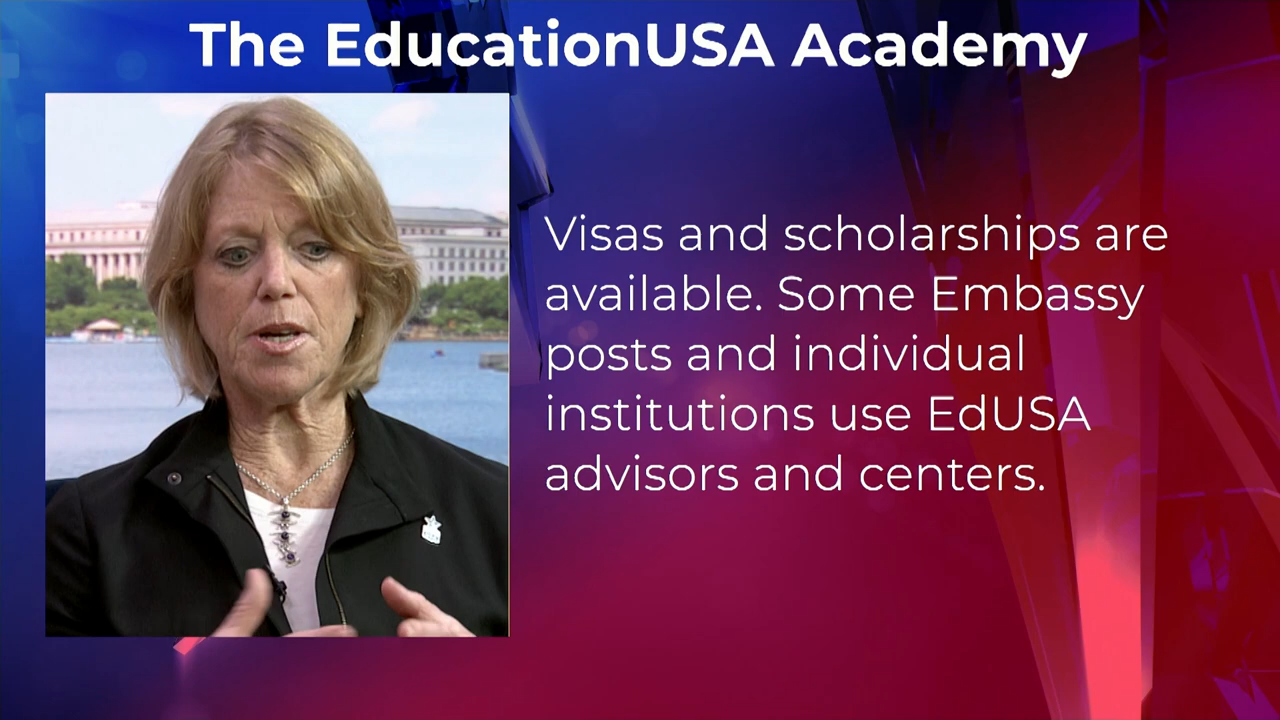 The EducationUSA Academy
Visas and scholarships are
available. Some Embassy
posts and individual
institutions use EdUSA
advisors and centers.